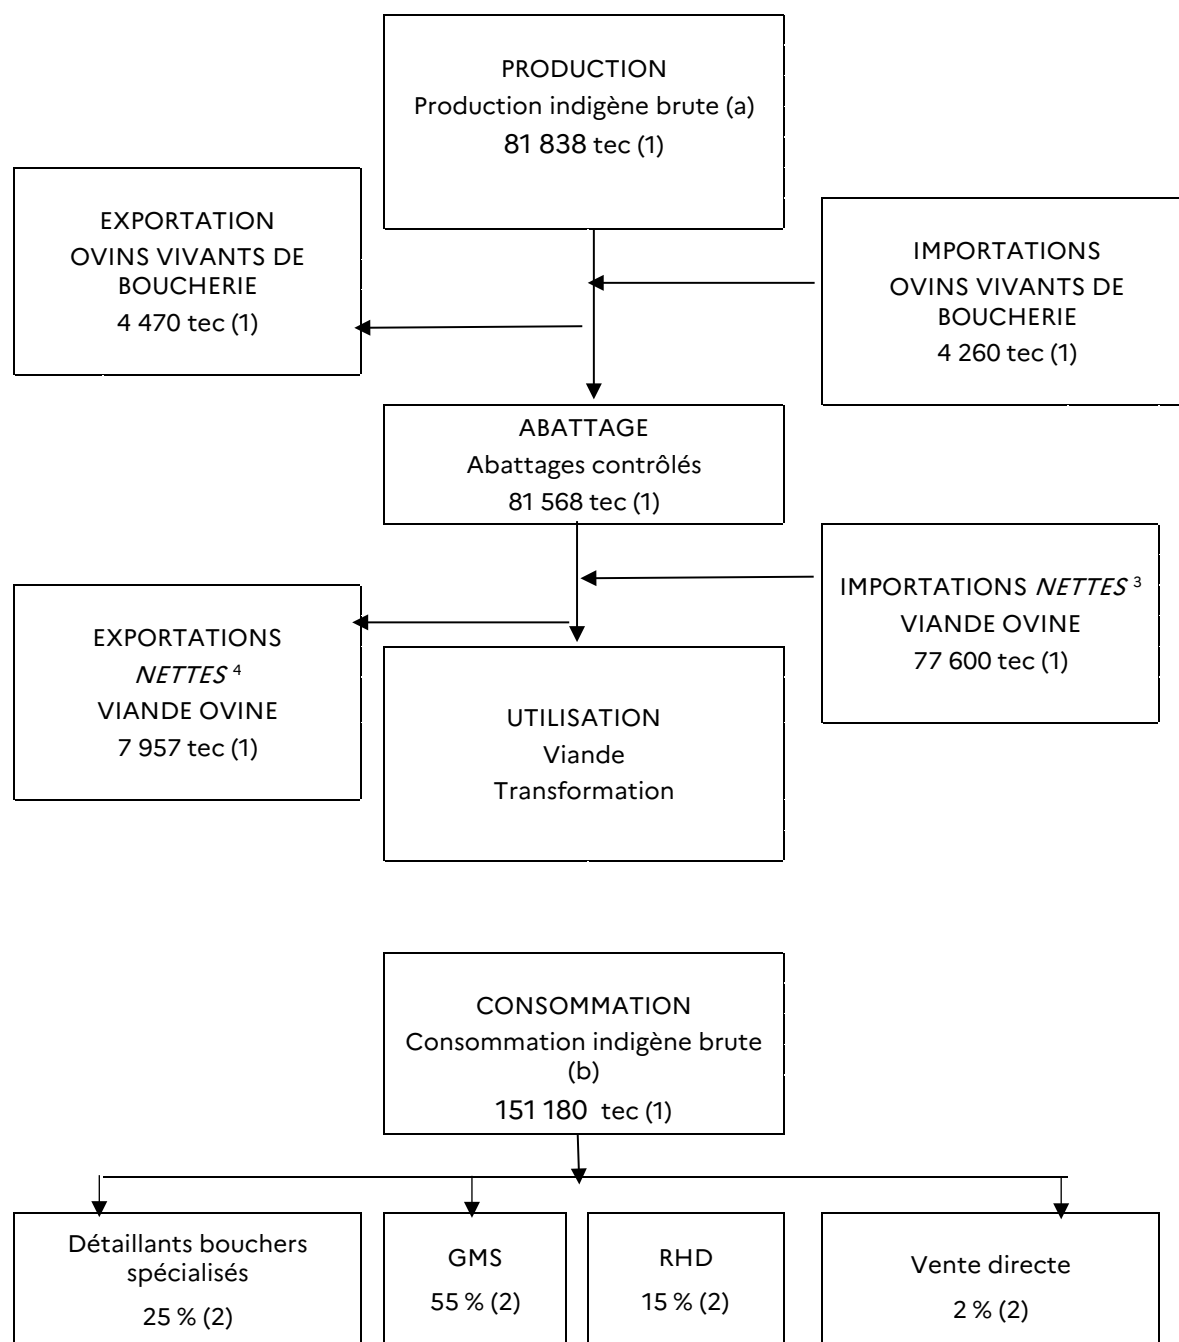 PRODUCTION
Production indigène brute (a)
81 838 tec (1)
EXPORTATION
OVINS VIVANTS DE
BOUCHERIE
4 470 tec (1)
IMPORTATIONS
OVINS VIVANTS DE
BOUCHERIE
4 260 tec (1)
ABATTAGE
Abattages contrôlés
81 568 tec (1)
IMPORTATIONS NETTES ³
VIANDE OVINE
77 600 tec (1)
EXPORTATIONS
NETTES ⁴
VIANDE OVINE
7 957 tec (1)
UTILISATION
Viande
Transformation
CONSOMMATION
Consommation indigène brute
(b)
151 180 tec (1)
Détaillants bouchers
spécialisés
25 % (2)
GMS
55 % (2)
RHD
15 % (2)
Vente directe
2 % (2)